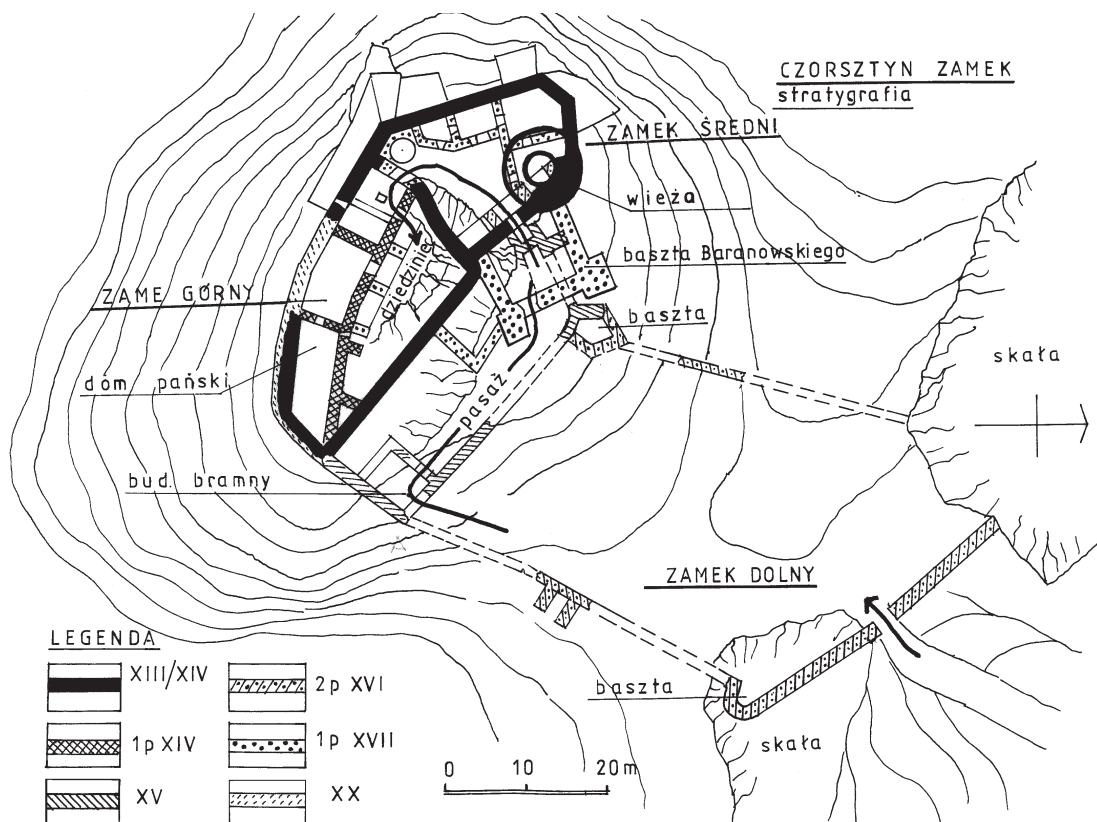 CZORSZTYN ZAMEK
stratygrafia
ZAMEK ŚREDNI
wieża
baszta Baranowskiego
baszta
dziedziniec
ZAME GÓRNY
dom pański
skała
pasaż
bud. bramny
ZAMEK DOLNY
baszta
skała
LEGENDA
XIII/XIV
1p XIV
XV
2p XVI
1p XVII
XX
0 10 20m